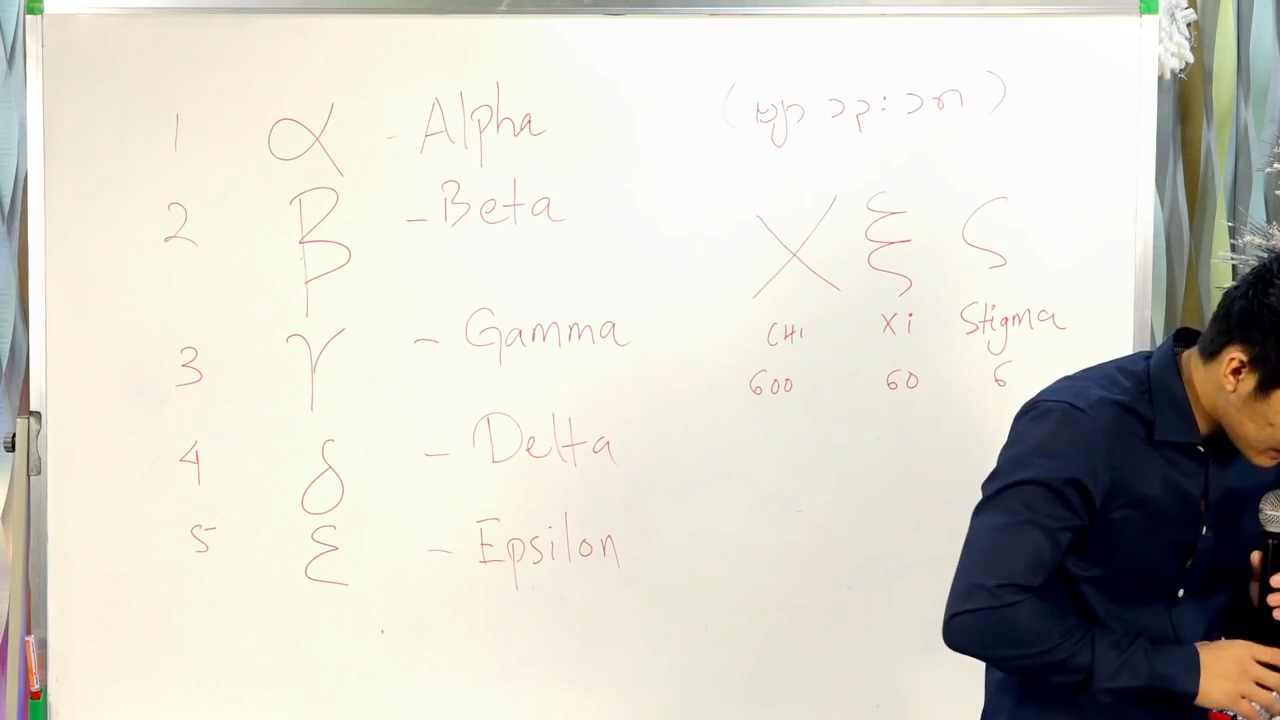 1 α - Alpha
2 β - Beta
3 γ - Gamma
4 δ - Delta
5 ε - Epsilon
χ ξ ς
CHI Xi Stigma
600 60 6